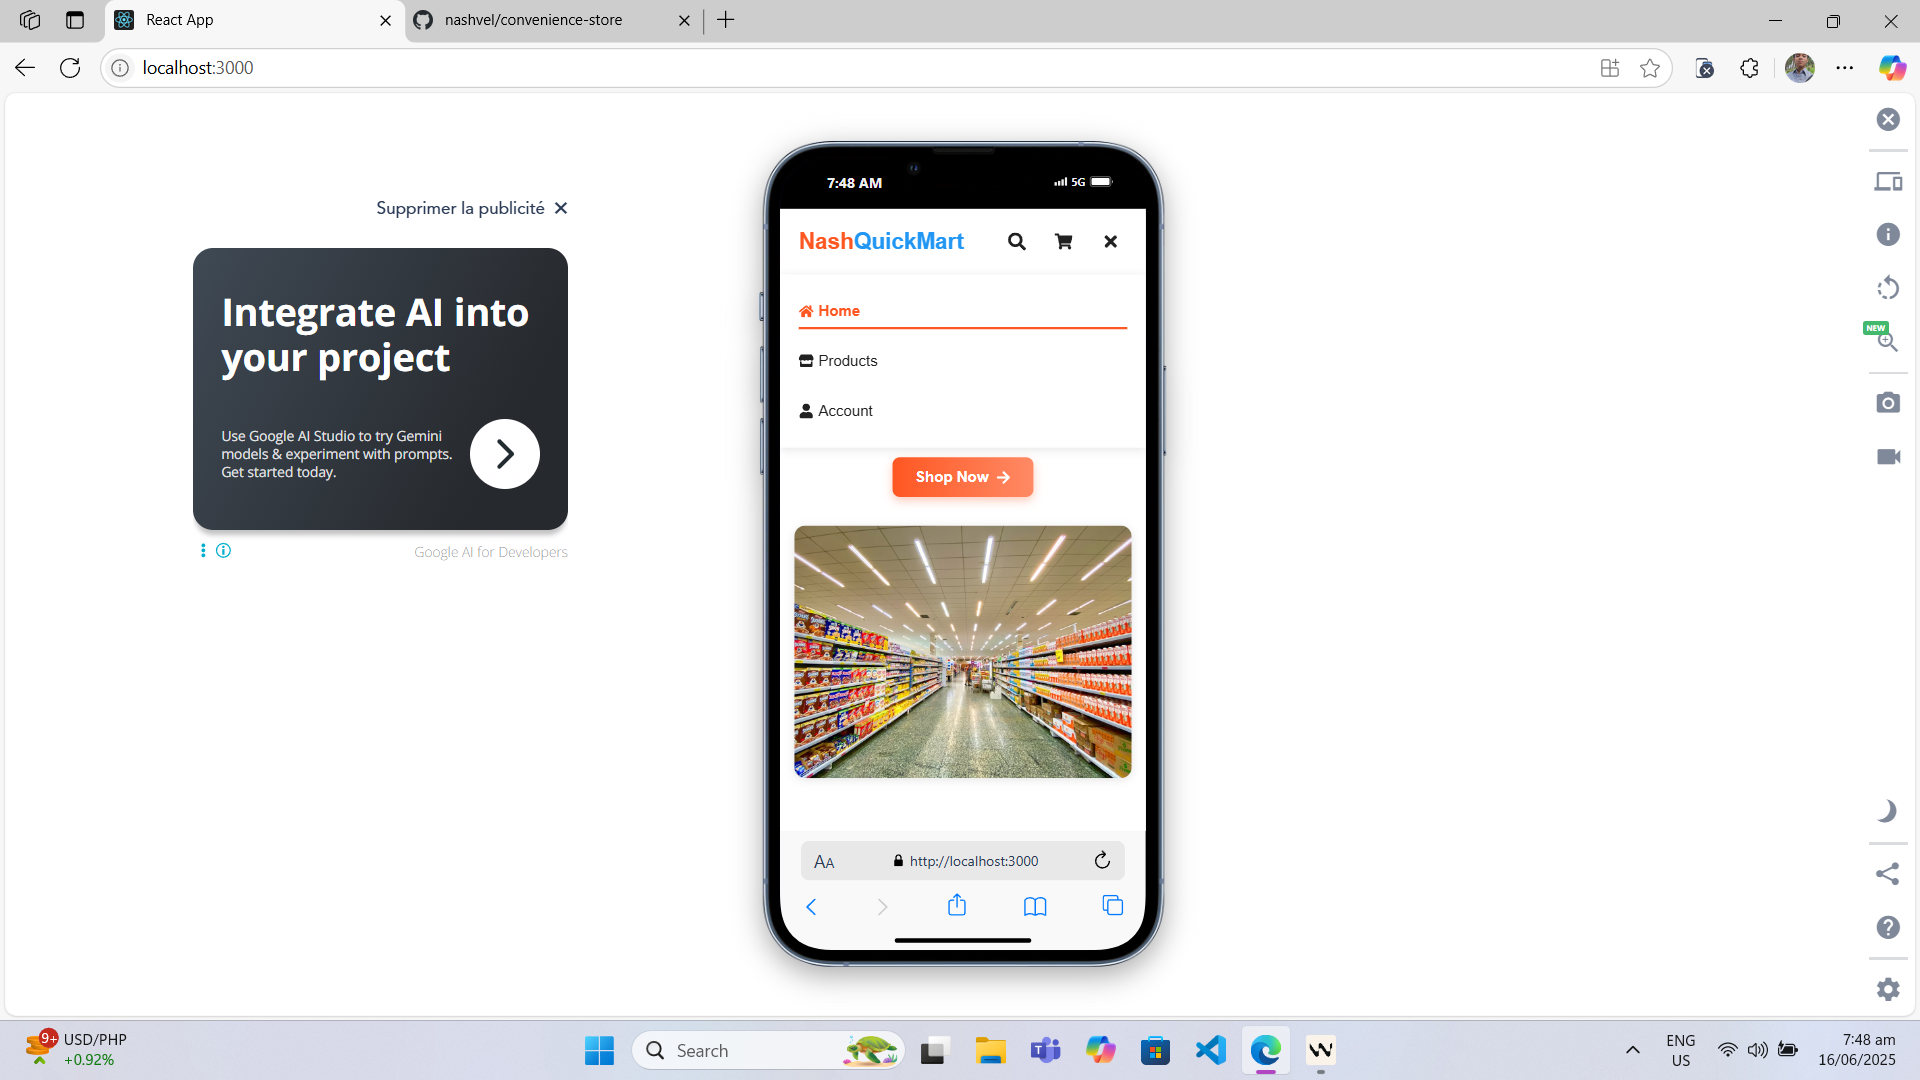 React App
nashvel/convenience-store
localhost:3000
Supprimer la publicité
Integrate AI into
your project
Use Google AI Studio to try Gemini
models & experiment with prompts.
Get started today.
Google AI for Developers
7:48 AM
5G
NashQuickMart
Home
Products
Account
Shop Now
AA
http://localhost:3000
NEW
9+
USD/PHP
+0.92%
Search
ENG
US
7:48 am
16/06/2025